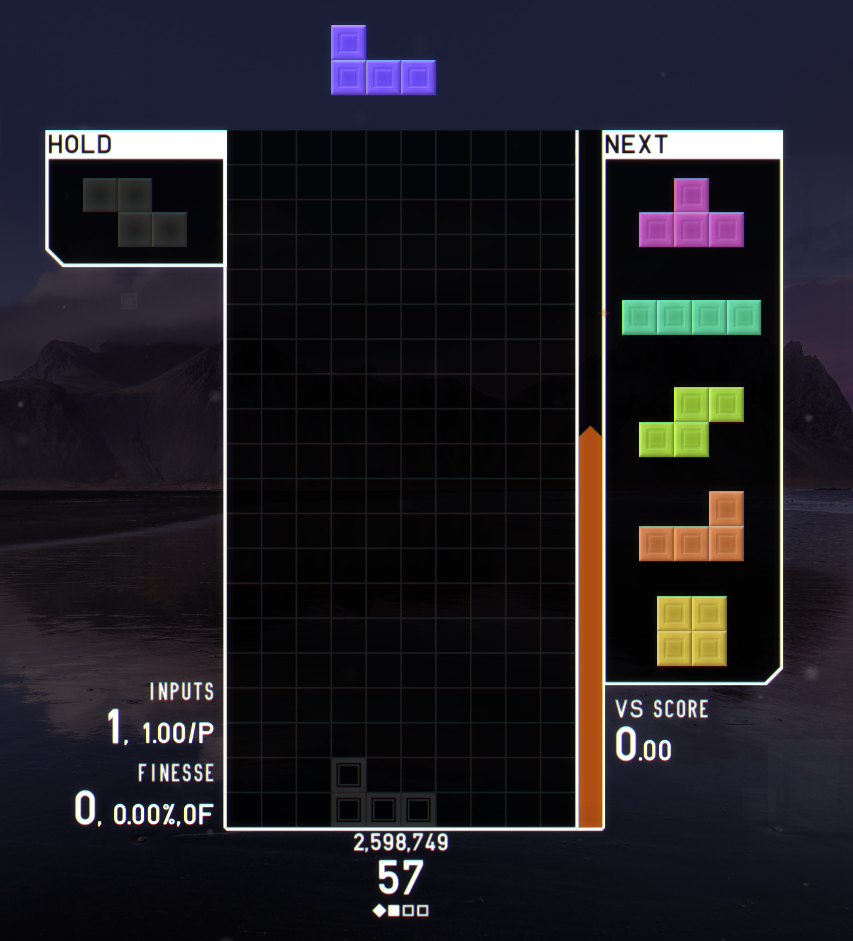 HOLD
NEXT
INPUTS
1, 1.00/P
FINESSE
0, 0.00%,0F
VS SCORE
0.00
2,598,749
57